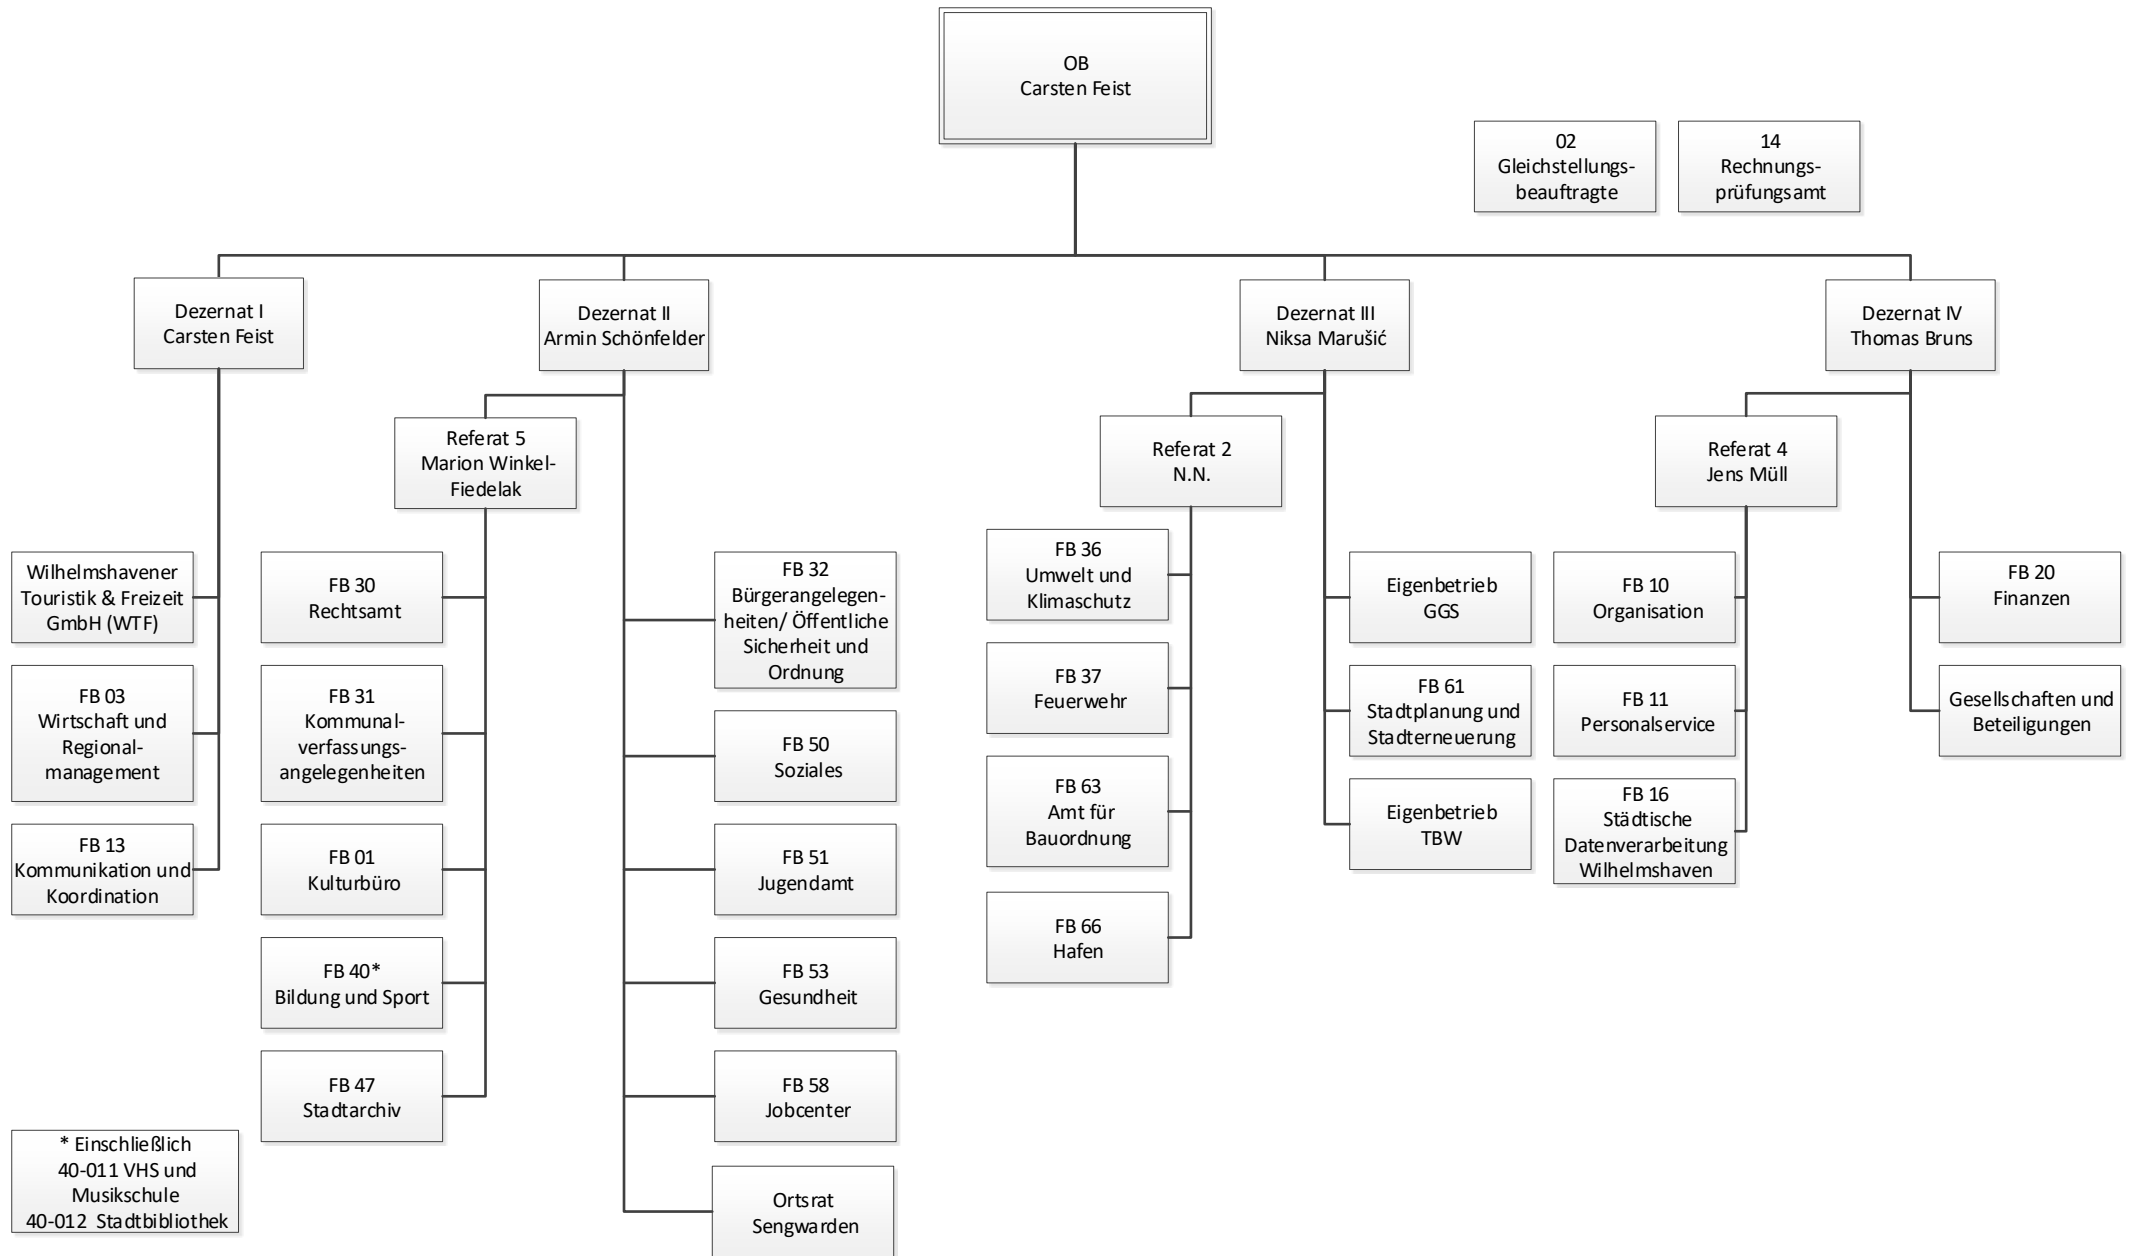 OB
Carsten Feist
02
Gleichstellungs-
beauftragte
14
Rechnungs-
prüfungsamt
Dezernat I
Carsten Feist
Dezernat II
Armin Schönfelder
Dezernat III
Niksa Marušić
Dezernat IV
Thomas Bruns
Referat 5
Marion Winkel-
Fiedelak
Referat 2
N.N.
Referat 4
Jens Müll
Wilhelmshavener
Touristik & Freizeit
GmbH (WTF)
FB 03
Wirtschaft und
Regional-
management
FB 13
Kommunikation und
Koordination
FB 30
Rechtsamt
FB 31
Kommunal-
verfassungs-
angelegenheiten
FB 01
Kulturbüro
FB 40*
Bildung und Sport
FB 47
Stadtarchiv
FB 32
Bürgerangelegen-
heiten/ Öffentliche
Sicherheit und
Ordnung
FB 50
Soziales
FB 51
Jugendamt
FB 53
Gesundheit
FB 58
Jobcenter
Ortsrat
Sengwarden
FB 36
Umwelt und
Klimaschutz
FB 37
Feuerwehr
FB 63
Amt für
Bauordnung
FB 66
Hafen
Eigenbetrieb
GGS
FB 61
Stadtplanung und
Stadterneuerung
Eigenbetrieb
TBW
FB 10
Organisation
FB 11
Personalservice
FB 16
Städtische
Datenverarbeitung
Wilhelmshaven
FB 20
Finanzen
Gesellschaften und
Beteiligungen
* Einschließlich
40-011 VHS und
Musikschule
40-012 Stadtbibliothek